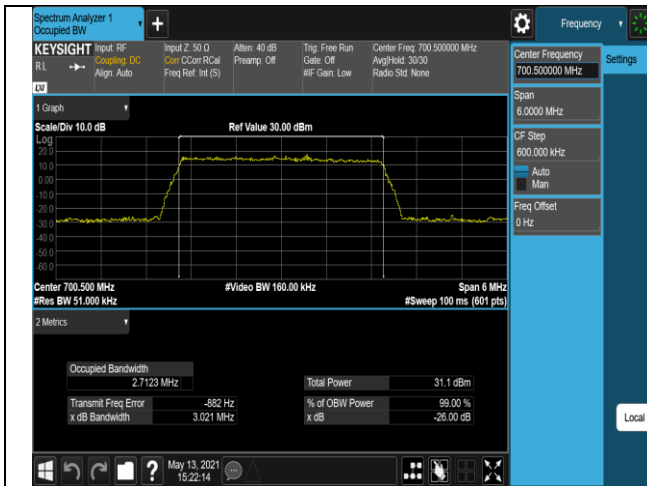 Spectrum Analyzer 1
Occupied BW
+
Frequency
KEYSIGHT
Input: RF
Coupling: DC
Align: Auto
Input Z: 50 Ω
Corr CCorr RCal
Freq Ref: Int (S)
Atten: 40 dB
Preamp: Off
Trig: Free Run
Gate: Off
#IF Gain: Low
Center Freq: 700.500000 MHz
Avg|Hold: 30/30
Radio Std: None
RL
LXI
Center Frequency
700.500000 MHz
Settings
Span
6.0000 MHz
CF Step
600.000 kHz
Auto
Man
Freq Offset
0 Hz
1 Graph
Scale/Div 10.0 dB
Ref Value 30.00 dBm
Log
20.0
10.0
0.00
-10.0
-20.0
-30.0
-40.0
-50.0
-60.0
Center 700.500 MHz
#Video BW 160.00 kHz
Span 6 MHz
#Res BW 51.000 kHz
#Sweep 100 ms (601 pts)
2 Metrics
Occupied Bandwidth
2.7123 MHz
Total Power 31.1 dBm
Transmit Freq Error -882 Hz
% of OBW Power 99.00 %
x dB Bandwidth 3.021 MHz
x dB -26.00 dB
Local
?
May 13, 2021
15:22:14